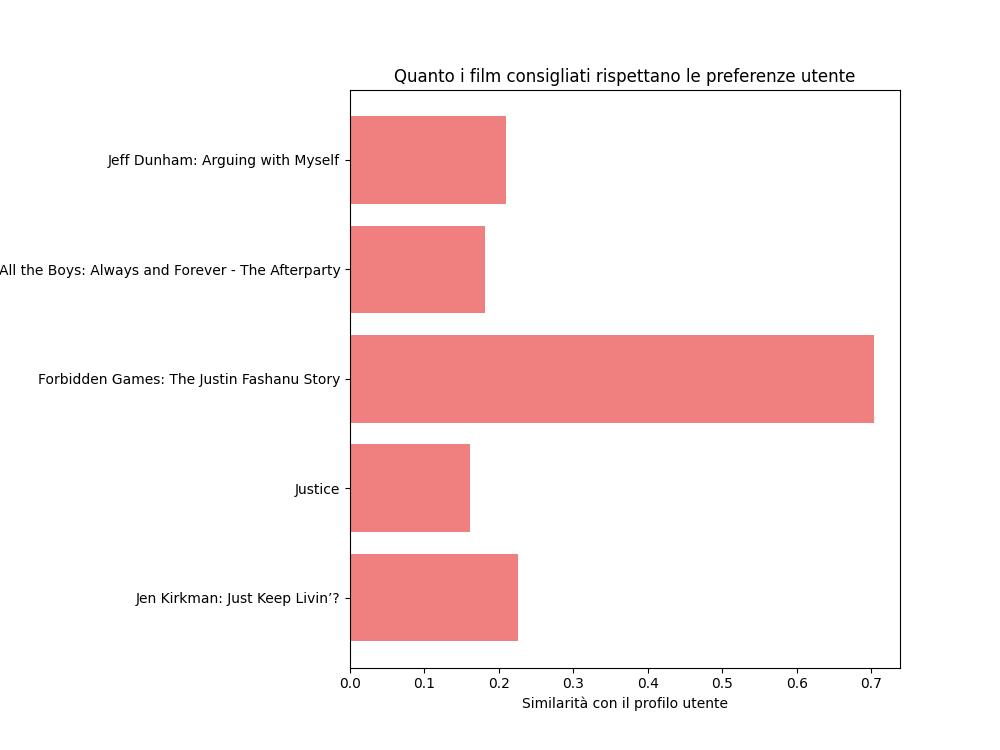 Quanto i film consigliati rispettano le preferenze utente
Jeff Dunham: Arguing with Myself
All the Boys: Always and Forever - The Afterparty
Forbidden Games: The Justin Fashanu Story
Justice
Jen Kirkman: Just Keep Livin’?
0.0 0.1 0.2 0.3 0.4 0.5 0.6 0.7
Similarità con il profilo utente